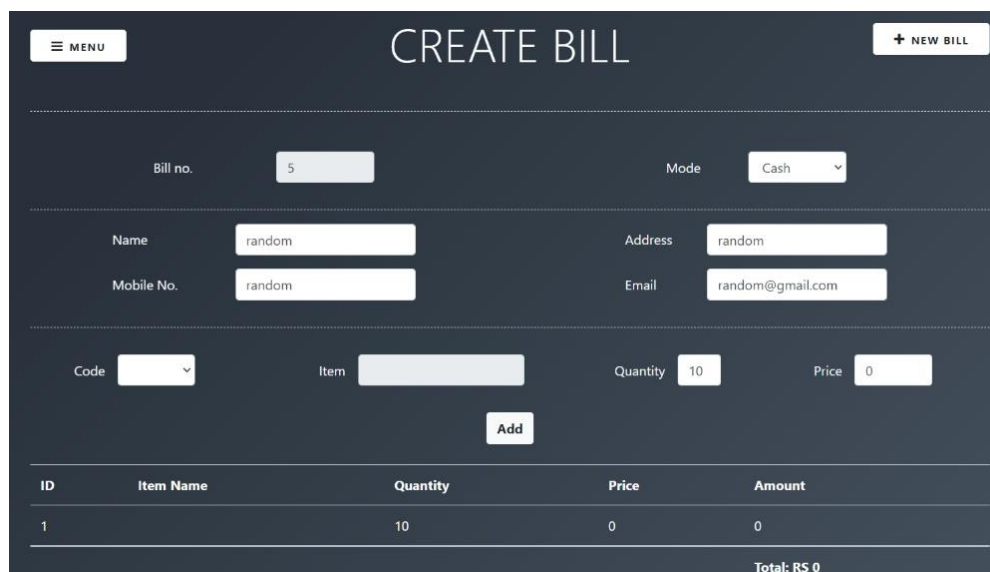 MENU CREATE BILL + NEW BILL
Bill no. 5 Mode Cash
Name random Address random
Mobile No. random Email random@gmail.com
Code Item Quantity 10 Price 0
Add
ID Item Name Quantity Price Amount
1 10 0 0
Total: RS 0